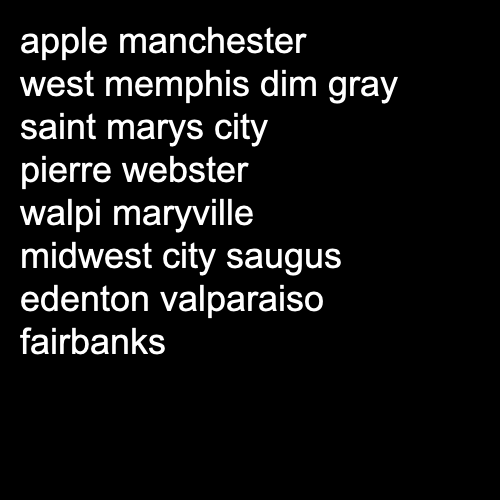 apple manchester
west memphis dim gray
saint marys city
pierre webster
walpi maryville
midwest city saugus
edenton valparaiso
fairbanks